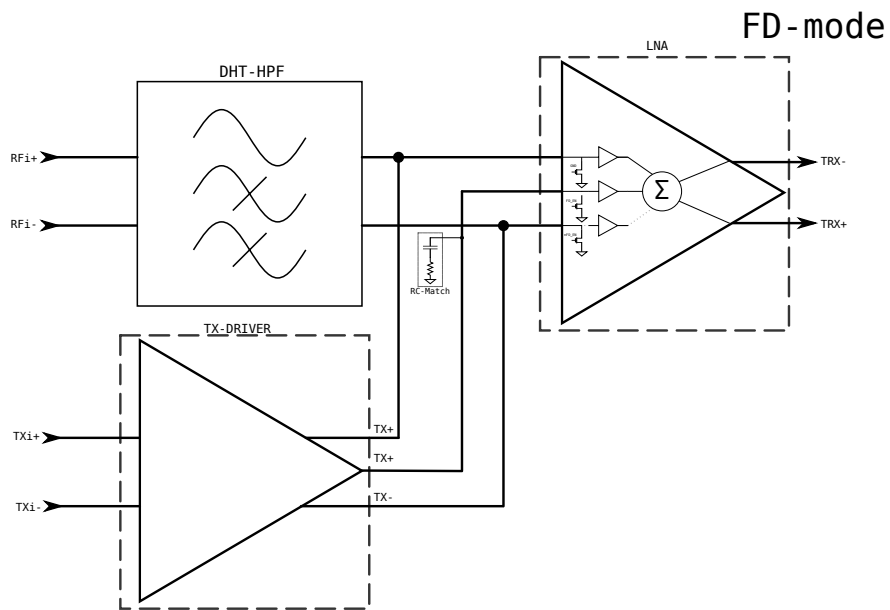 FD-mode
LNA
DHT-HPF
RFi+
TRX-
Σ
RFi-
TRX+
RC-Match
TX-DRIVER
TXi+
TX+
TX+
TX-
TXi-